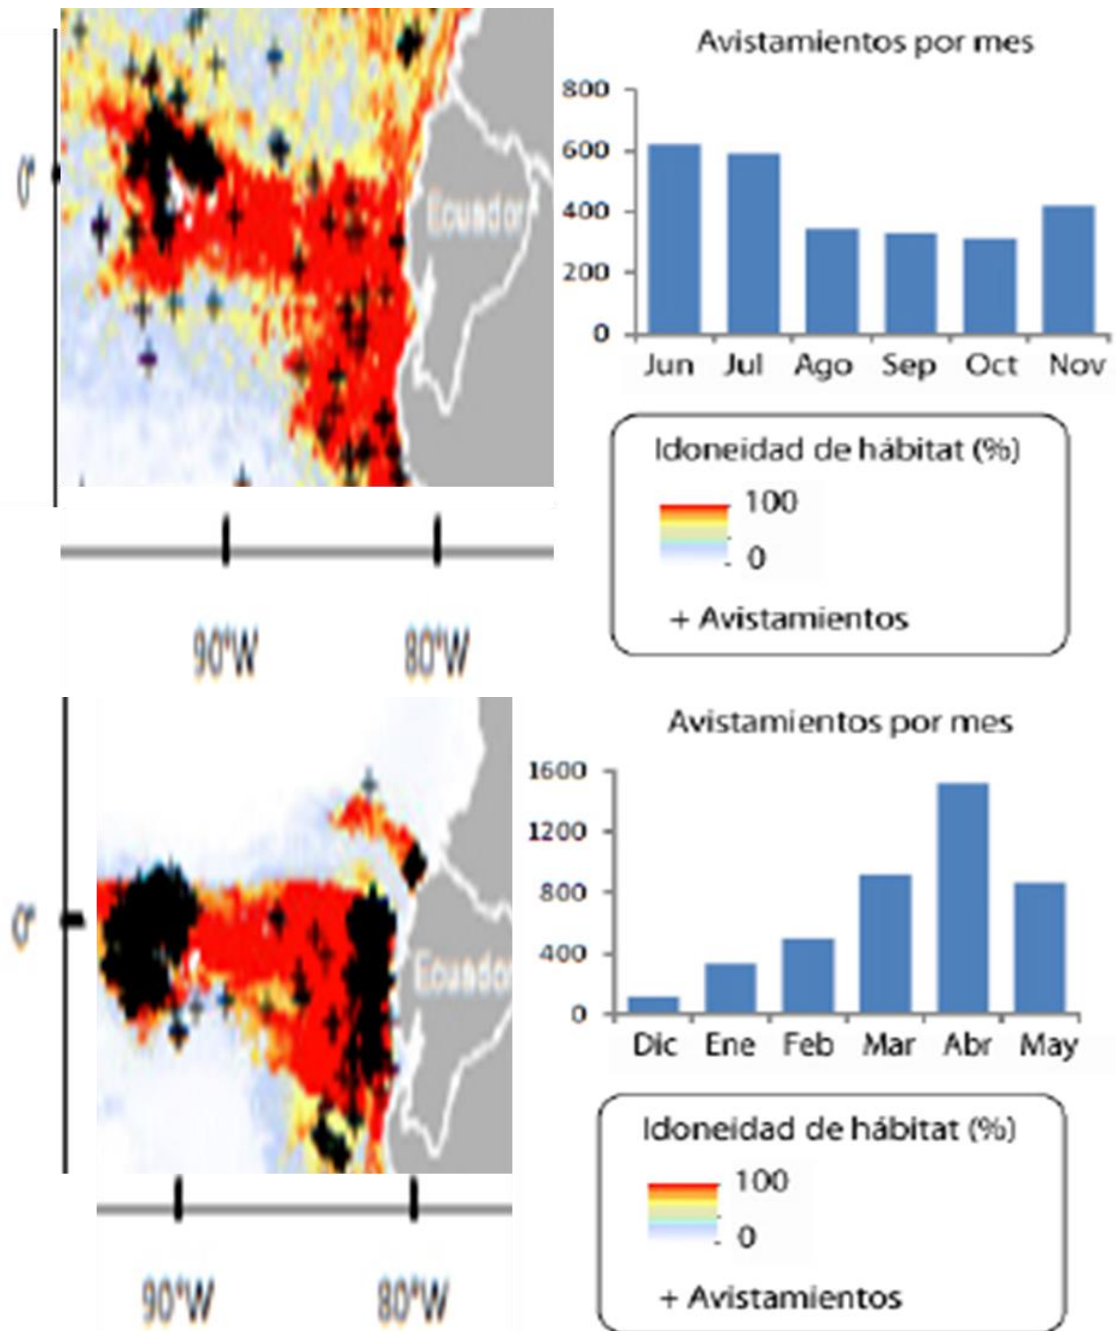 Avistamientos por mes
800
600
400
200
0
Jun Jul Ago Sep Oct Nov
0°
Ecuador
90°W 80°W
Idoneidad de hábitat (%)
100
0
+ Avistamientos
Avistamientos por mes
1600
1200
800
400
0
Dic Ene Feb Mar Abr May
0°
Ecuador
90°W 80°W
Idoneidad de hábitat (%)
100
0
+ Avistamientos